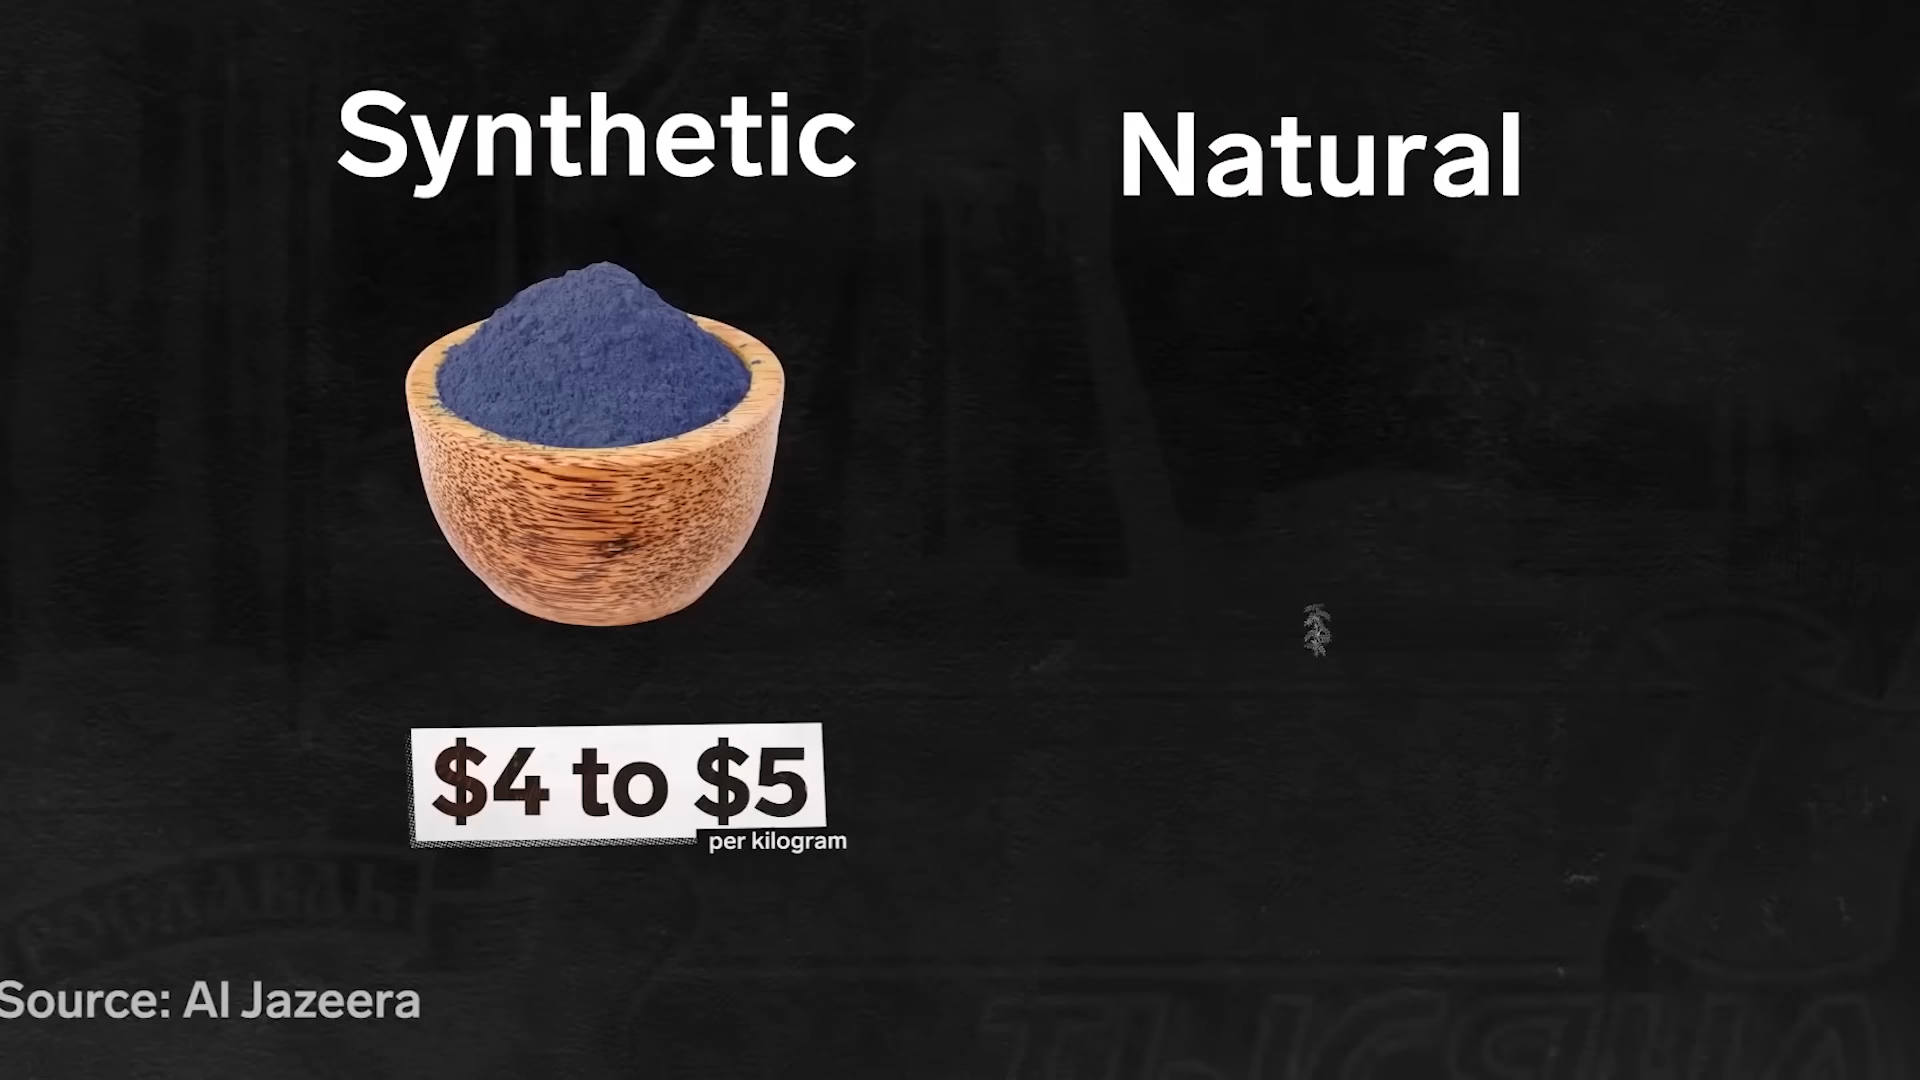 Synthetic
Natural
$4 to $5
per kilogram
Source: Al Jazeera